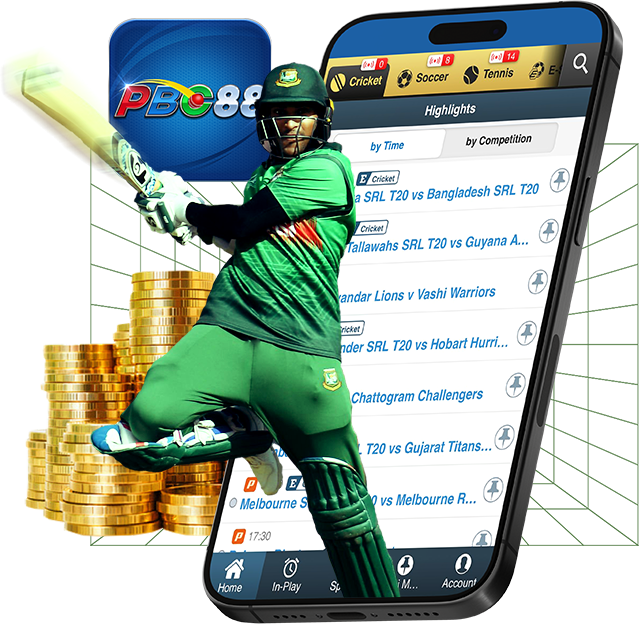 PBC88
0
8
14
Cricket
Soccer
Tennis
E-
Highlights
by Time
by Competition
E Cricket
a SRL T20 vs Bangladesh SRL T20
Cricket
Tallawahs SRL T20 vs Guyana A...
andar Lions v Vashi Warriors
Cricket
nder SRL T20 vs Hobart Hurri...
Chattogram Challengers
L T20 vs Gujarat Titans...
P E
Melbourne S 20 vs Melbourne R...
P 17:30
Home
In-Play
Sp
i M...
Account